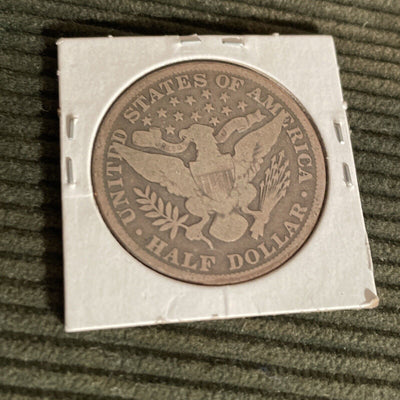 UNITED STATES OF AMERICA
· HALF DOLLAR ·